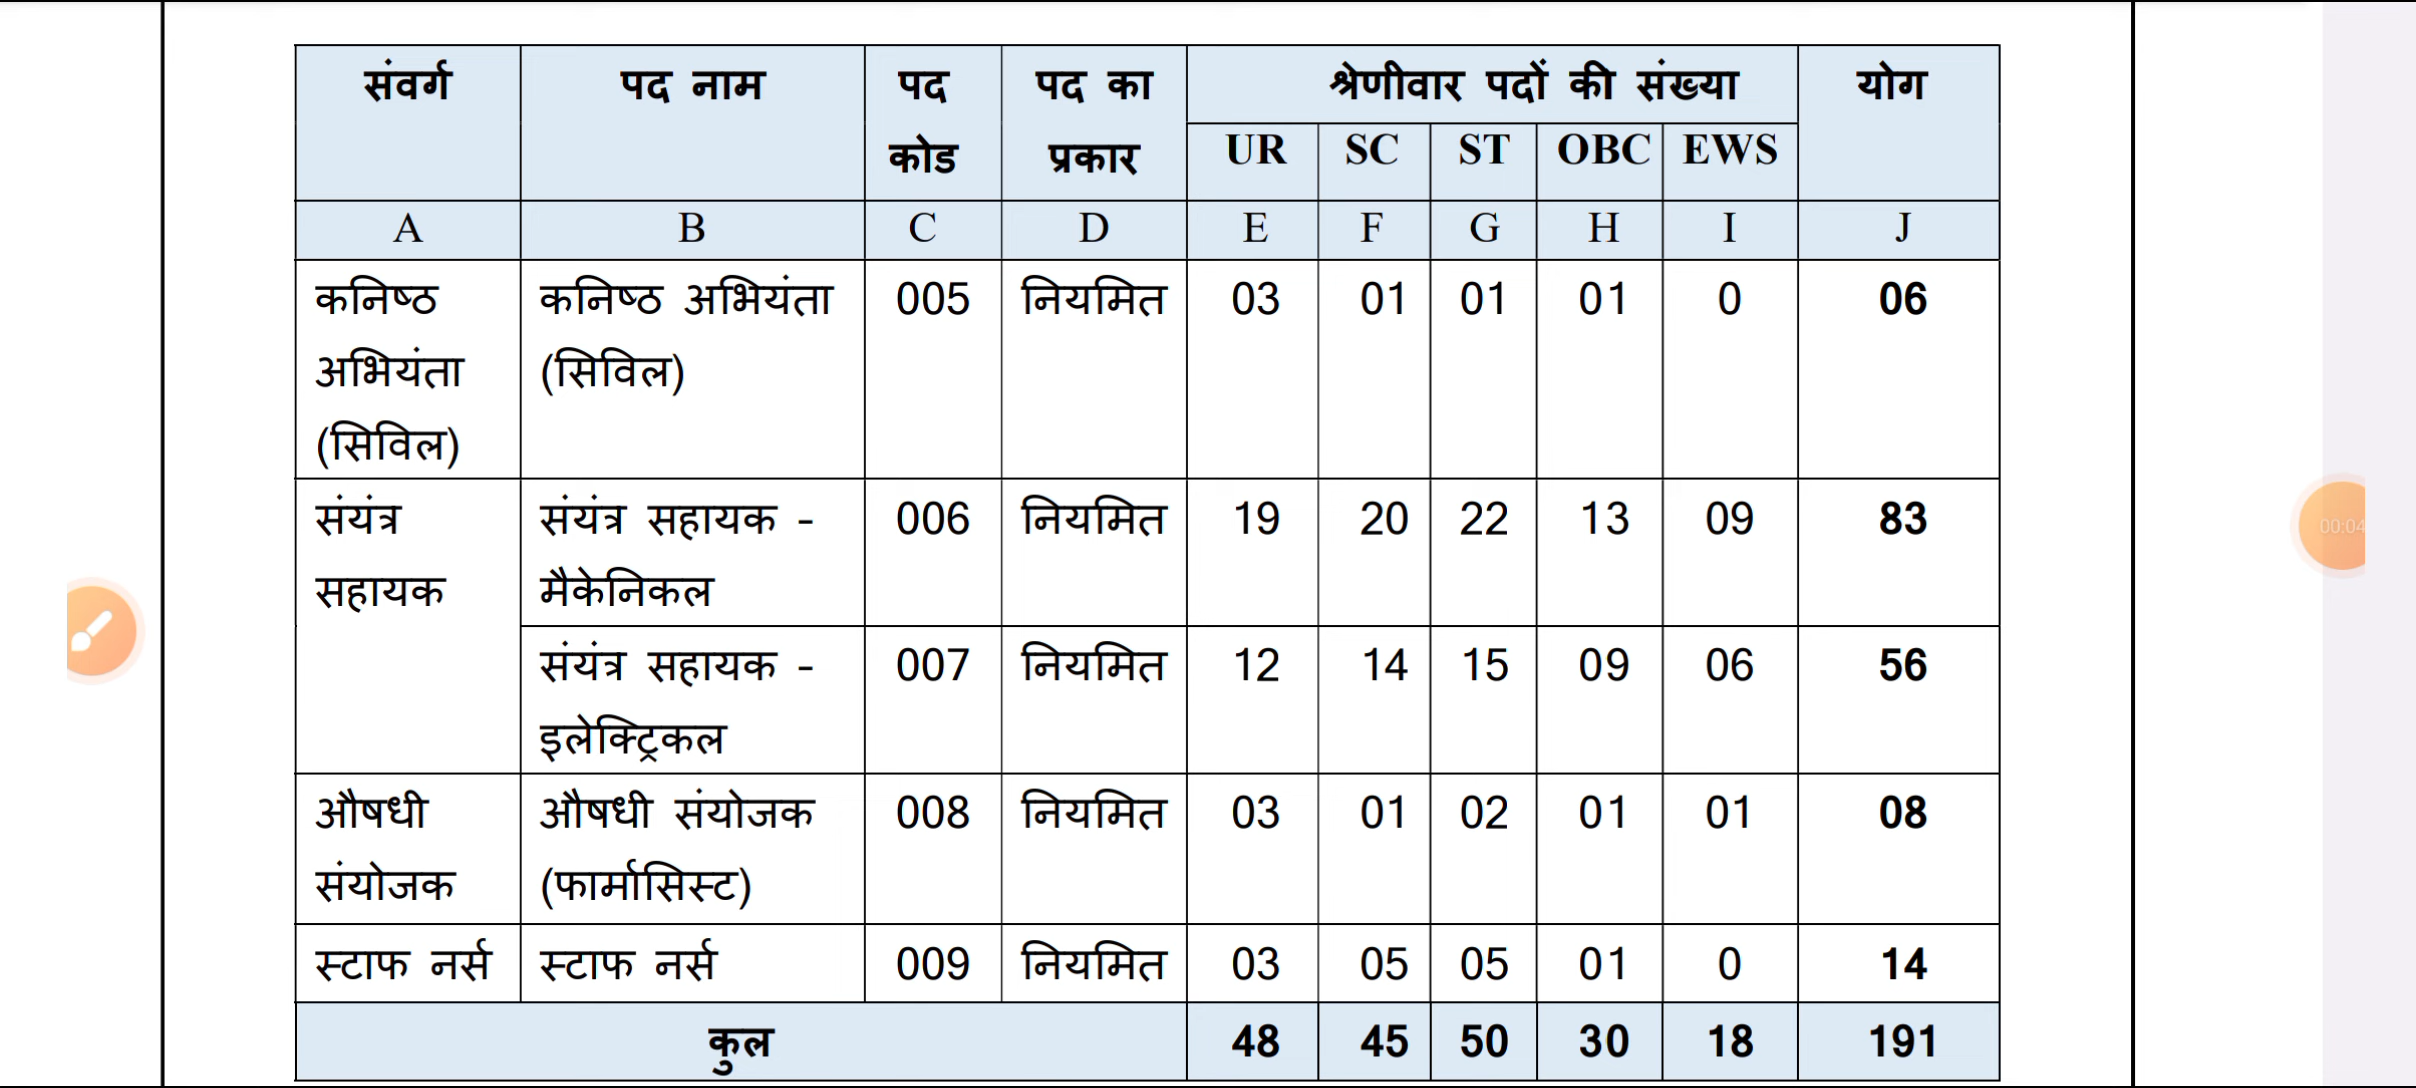 संवर्ग पद नाम पद कोड पद का प्रकार श्रेणीवार पदों की संख्या योग
UR SC ST OBC EWS
A B C D E F G H I J
कनिष्ठ अभियंता (सिविल) कनिष्ठ अभियंता (सिविल) 005 नियमित 03 01 01 01 0 06
संयंत्र सहायक संयंत्र सहायक - मैकेनिकल 006 नियमित 19 20 22 13 09 83
संयंत्र सहायक - इलेक्ट्रिकल 007 नियमित 12 14 15 09 06 56
औषधी संयोजक औषधी संयोजक (फार्मासिस्ट) 008 नियमित 03 01 02 01 01 08
स्टाफ नर्स स्टाफ नर्स 009 नियमित 03 05 05 01 0 14
कुल 48 45 50 30 18 191
00:04